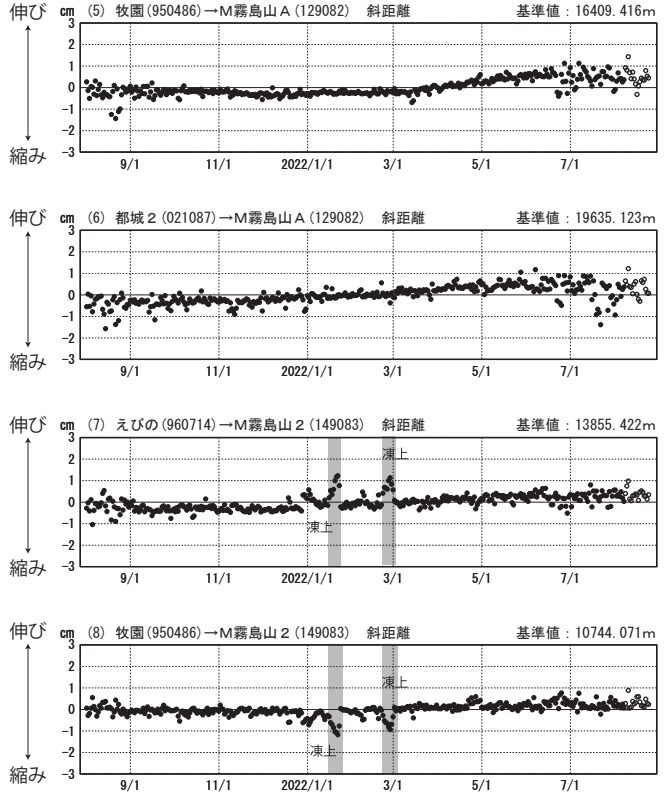 伸び cm (5) 牧園(950486)→M霧島山A(129082) 斜距離 基準値:16409.416m
3
2
1
0
-1
-2
縮み -3
9/1 11/1 2022/1/1 3/1 5/1 7/1
伸び cm (6) 都城2(021087)→M霧島山A(129082) 斜距離 基準値:19635.123m
3
2
1
0
-1
-2
縮み -3
9/1 11/1 2022/1/1 3/1 5/1 7/1
伸び cm (7) えびの(960714)→M霧島山2(149083) 斜距離 基準値:13855.422m
3
凍上
2
1
0
-1 凍上
-2
縮み -3
9/1 11/1 2022/1/1 3/1 5/1 7/1
伸び cm (8) 牧園(950486)→M霧島山2(149083) 斜距離 基準値:10744.071m
3
2
1 凍上
0
-1
-2 凍上
縮み -3
9/1 11/1 2022/1/1 3/1 5/1 7/1